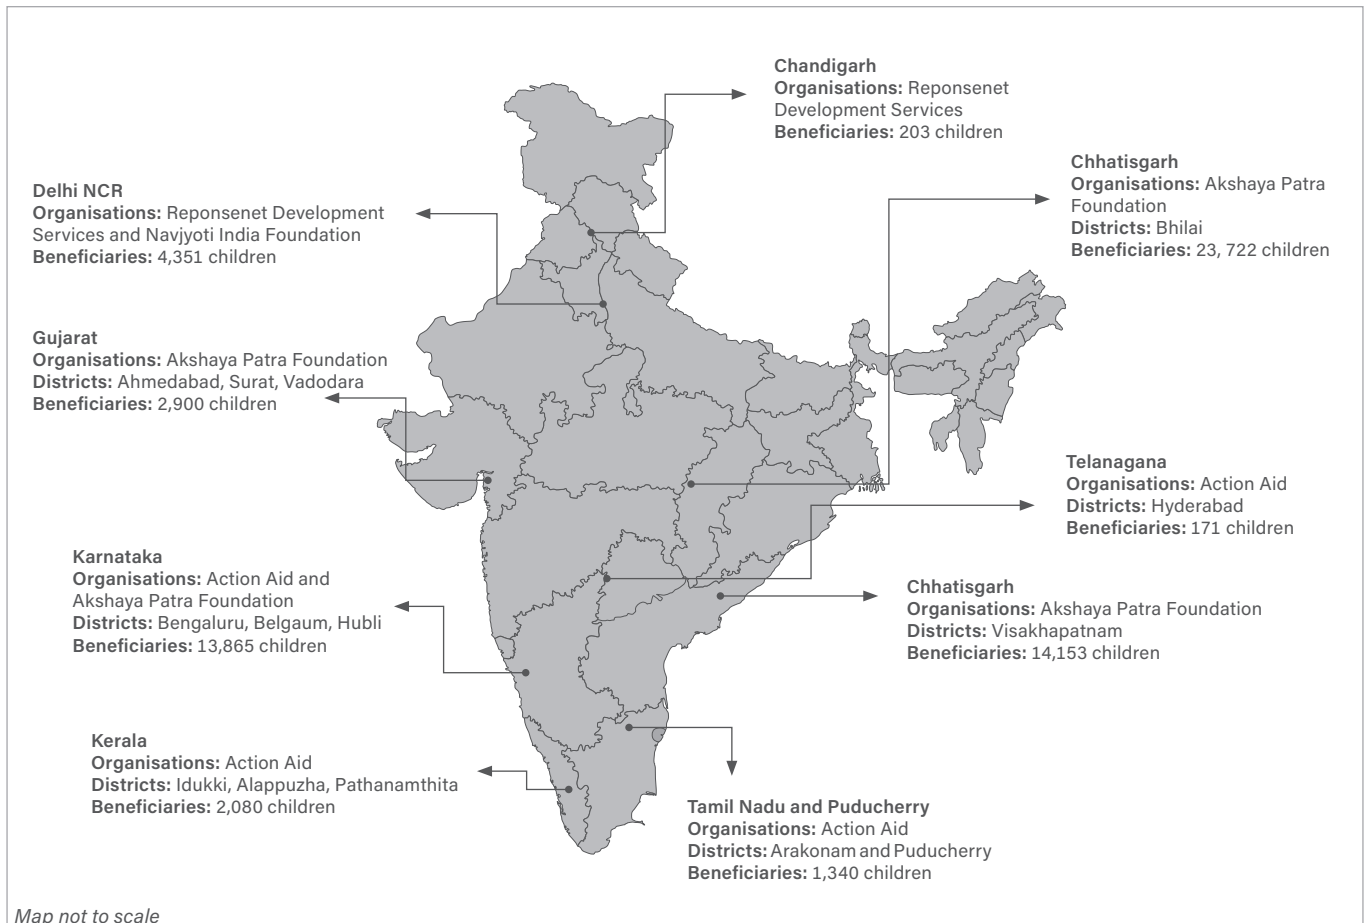 Chandigarh
Organisations: Reponsenet
Development Services
Beneficiaries: 203 children
Chhatisgarh
Organisations: Akshaya Patra
Foundation
Districts: Bhilai
Beneficiaries: 23, 722 children
Delhi NCR
Organisations: Reponsenet Development
Services and Navjyoti India Foundation
Beneficiaries: 4,351 children
Gujarat
Organisations: Akshaya Patra Foundation
Districts: Ahmedabad, Surat, Vadodara
Beneficiaries: 2,900 children
Telanagana
Organisations: Action Aid
Districts: Hyderabad
Beneficiaries: 171 children
Karnataka
Organisations: Action Aid and
Akshaya Patra Foundation
Districts: Bengaluru, Belgaum, Hubli
Beneficiaries: 13,865 children
Chhatisgarh
Organisations: Akshaya Patra Foundation
Districts: Visakhapatnam
Beneficiaries: 14,153 children
Kerala
Organisations: Action Aid
Districts: Idukki, Alappuzha, Pathanamthita
Beneficiaries: 2,080 children
Tamil Nadu and Puducherry
Organisations: Action Aid
Districts: Arakonam and Puducherry
Beneficiaries: 1,340 children
Map not to scale